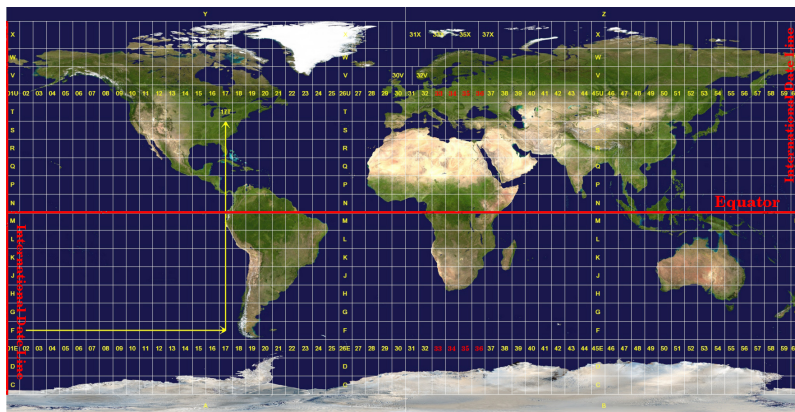 Y Z
X 31X 35X 37X
W W
V V 30V 32V
01U 02 03 04 05 06 07 08 09 10 11 12 13 14 15 16 17 18 19 20 21 22 23 24 25 26U 27 28 29 30 31 32 33 34 35 36 37 38 39 40 41 42 43 44 45U 46 47 48 49 50 51 52 53 54 55 56 57 58 59
T 17T T
S S S
R R R
Q Q Q
P P P
N N N
Equator
M M M
L L L
K K K
J J J
H H H
G G G
F F F
01E 02 03 04 05 06 07 08 09 10 11 12 13 14 15 16 17 18 19 20 21 22 23 24 25 26E 27 28 29 30 31 32 33 34 35 36 37 38 39 40 41 42 43 44 45E 46 47 48 49 50 51 52 53 54 55 56 57 58 59
D D D
C C
A B
International Date Line
International Date Line